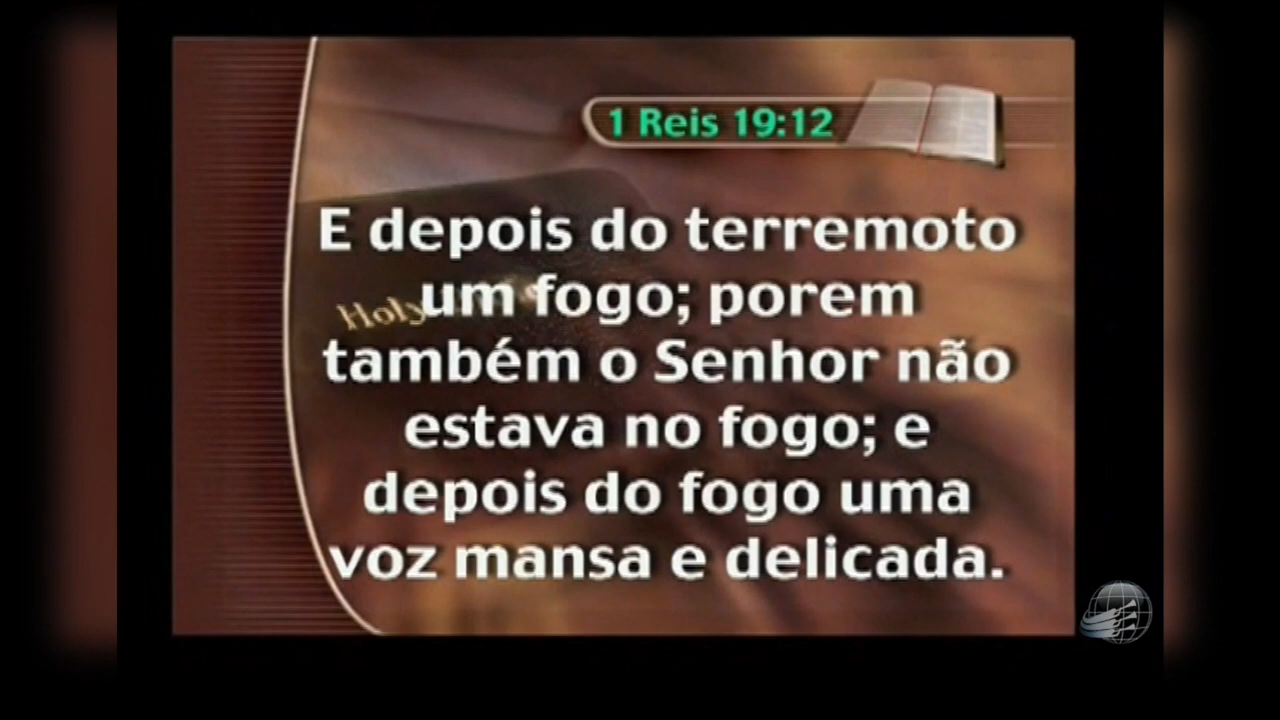 1 Reis 19:12
E depois do terremoto
um fogo; porem
também o Senhor não
estava no fogo; e
depois do fogo uma
voz mansa e delicada.
Holy